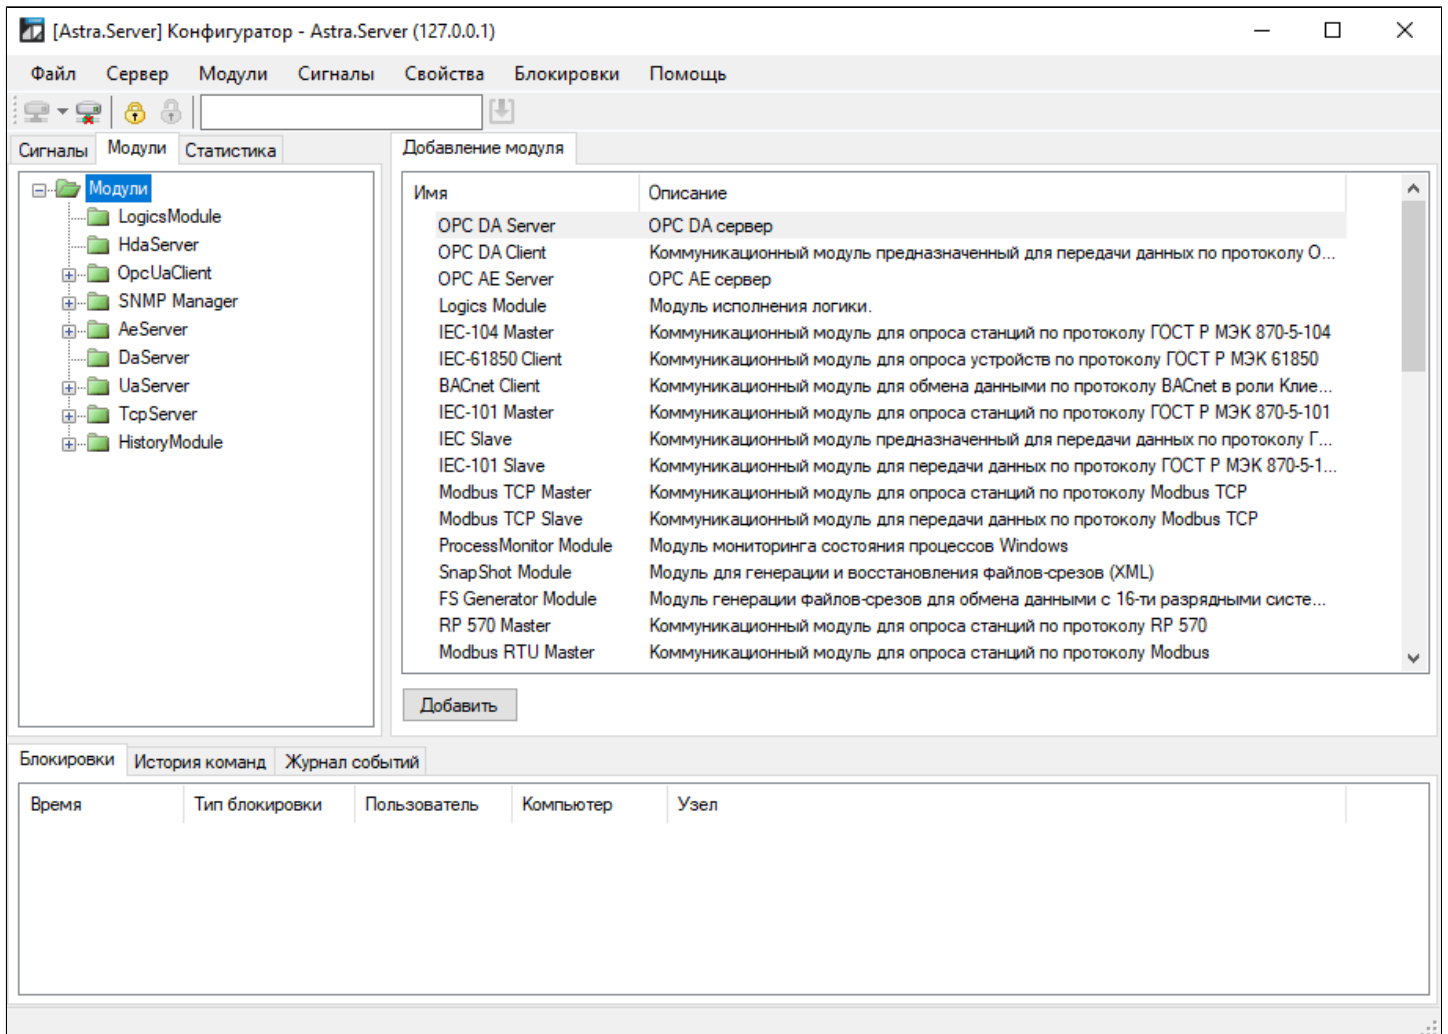 [Astra.Server] Конфигуратор - Astra.Server (127.0.0.1)
Файл Сервер Модули Сигналы Свойства Блокировки Помощь
Сигналы Модули Статистика
Модули
LogicsModule
HdaServer
OpcUaClient
SNMP Manager
AeServer
DaServer
UaServer
TcpServer
HistoryModule
Добавление модуля
Имя Описание
OPC DA Server OPC DA сервер
OPC DA Client Коммуникационный модуль предназначенный для передачи данных по протоколу O...
OPC AE Server OPC AE сервер
Logics Module Модуль исполнения логики.
IEC-104 Master Коммуникационный модуль для опроса станций по протоколу ГОСТ Р МЭК 870-5-104
IEC-61850 Client Коммуникационный модуль для опроса устройств по протоколу ГОСТ Р МЭК 61850
BACnet Client Коммуникационный модуль для обмена данными по протоколу BACnet в роли Клие...
IEC-101 Master Коммуникационный модуль для опроса станций по протоколу ГОСТ Р МЭК 870-5-101
IEC Slave Коммуникационный модуль предназначенный для передачи данных по протоколу Г...
IEC-101 Slave Коммуникационный модуль для передачи данных по протоколу ГОСТ Р МЭК 870-5-1...
Modbus TCP Master Коммуникационный модуль для опроса станций по протоколу Modbus TCP
Modbus TCP Slave Коммуникационный модуль для передачи данных по протоколу Modbus TCP
ProcessMonitor Module Модуль мониторинга состояния процессов Windows
SnapShot Module Модуль для генерации и восстановления файлов-срезов (XML)
FS Generator Module Модуль генерации файлов-срезов для обмена данными с 16-ти разрядными систе...
RP 570 Master Коммуникационный модуль для опроса станций по протоколу RP 570
Modbus RTU Master Коммуникационный модуль для опроса станций по протоколу Modbus
Добавить
Блокировки История команд Журнал событий
Время Тип блокировки Пользователь Компьютер Узел